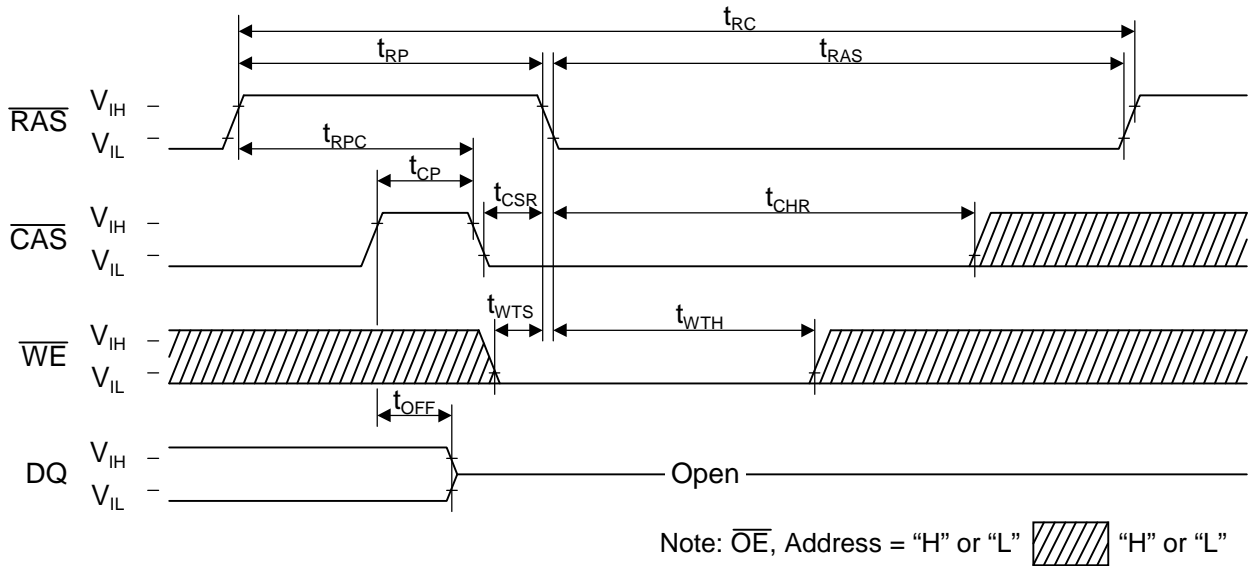 tRC
tRP
tRAS
RAS
VIH
VIL
tRPC
tCP
tCSR
tCHR
CAS
VIH
VIL
tWTS
tWTH
WE
VIH
VIL
tOFF
DQ
VIH
VIL
Open
Note: OE, Address = “H” or “L” “H” or “L”